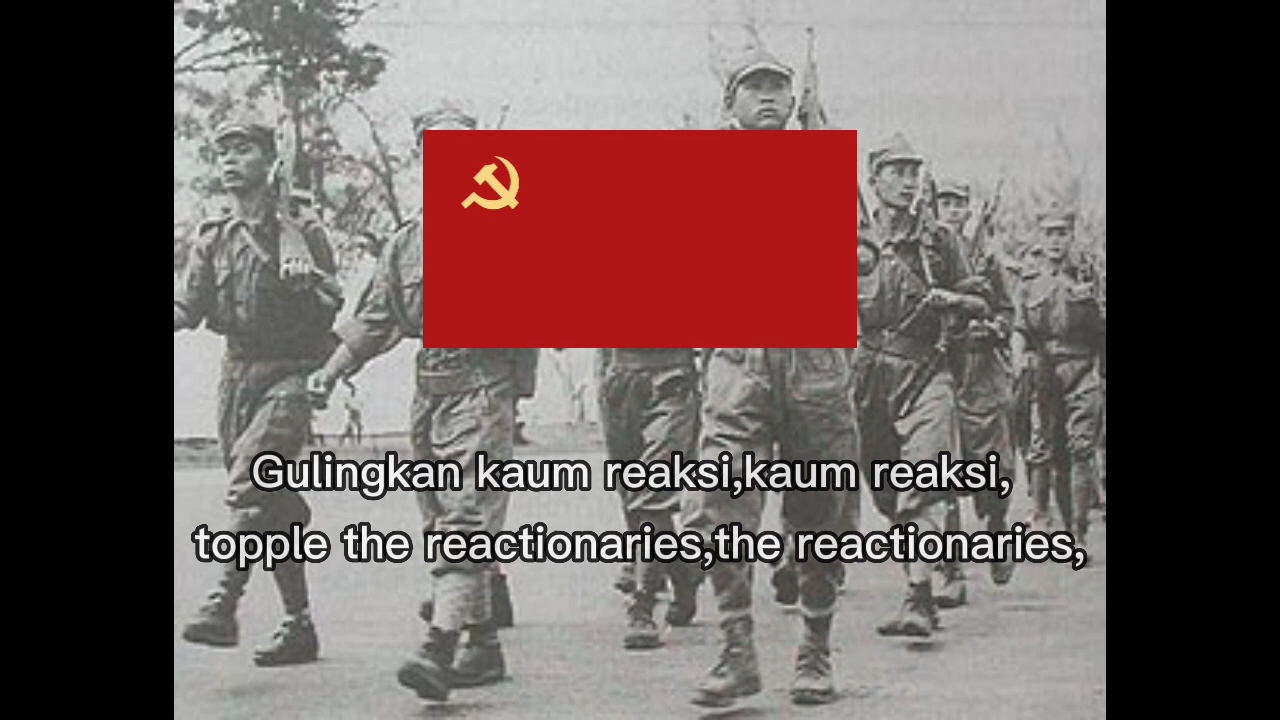 Gulingkan kaum reaksi,kaum reaksi,
topple the reactionaries,the reactionaries,